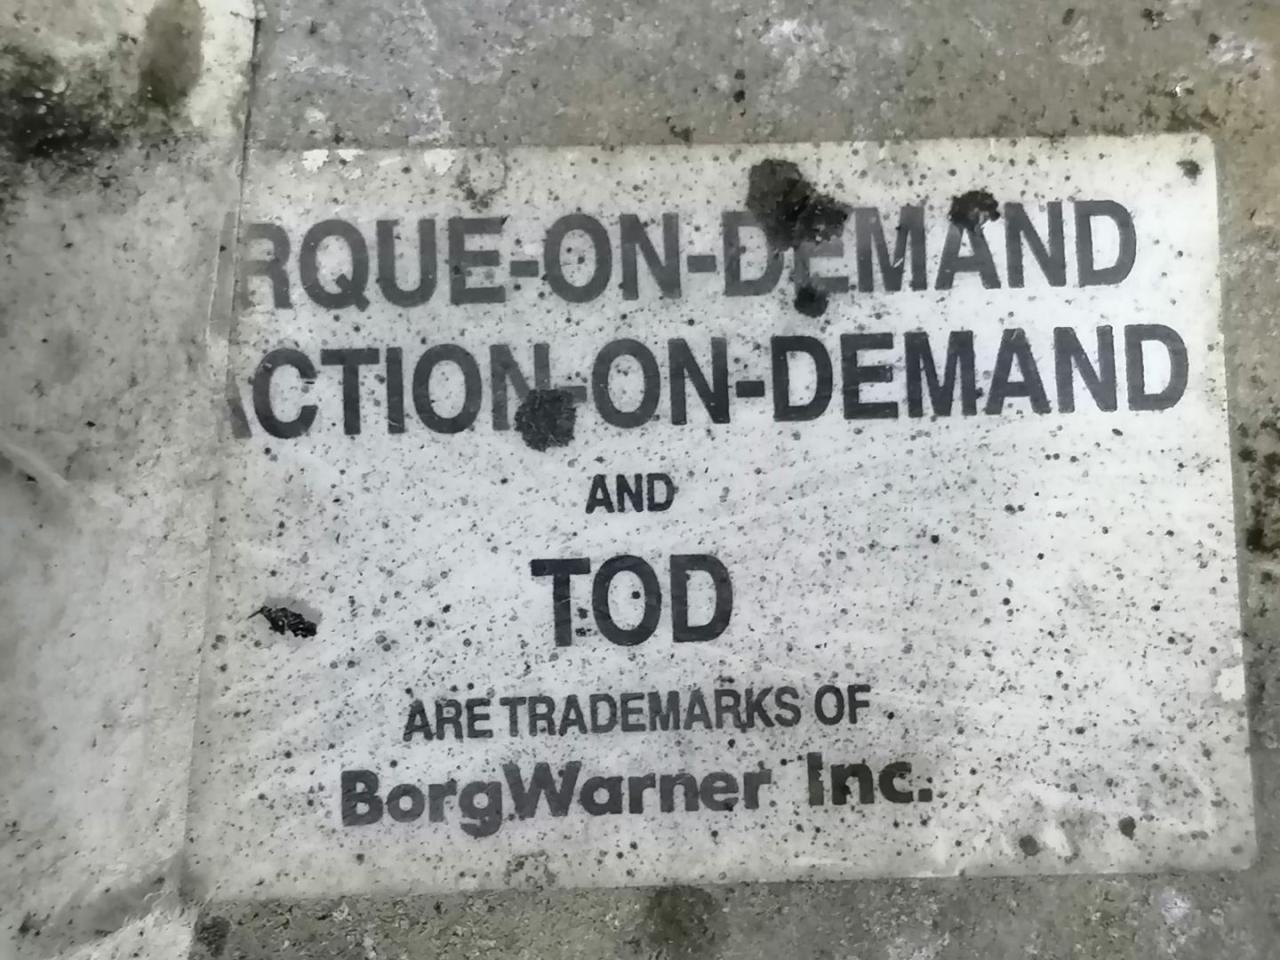 RQUE-ON-DEMAND
ACTION-ON-DEMAND
AND
TOD
ARE TRADEMARKS OF
BorgWarner Inc.